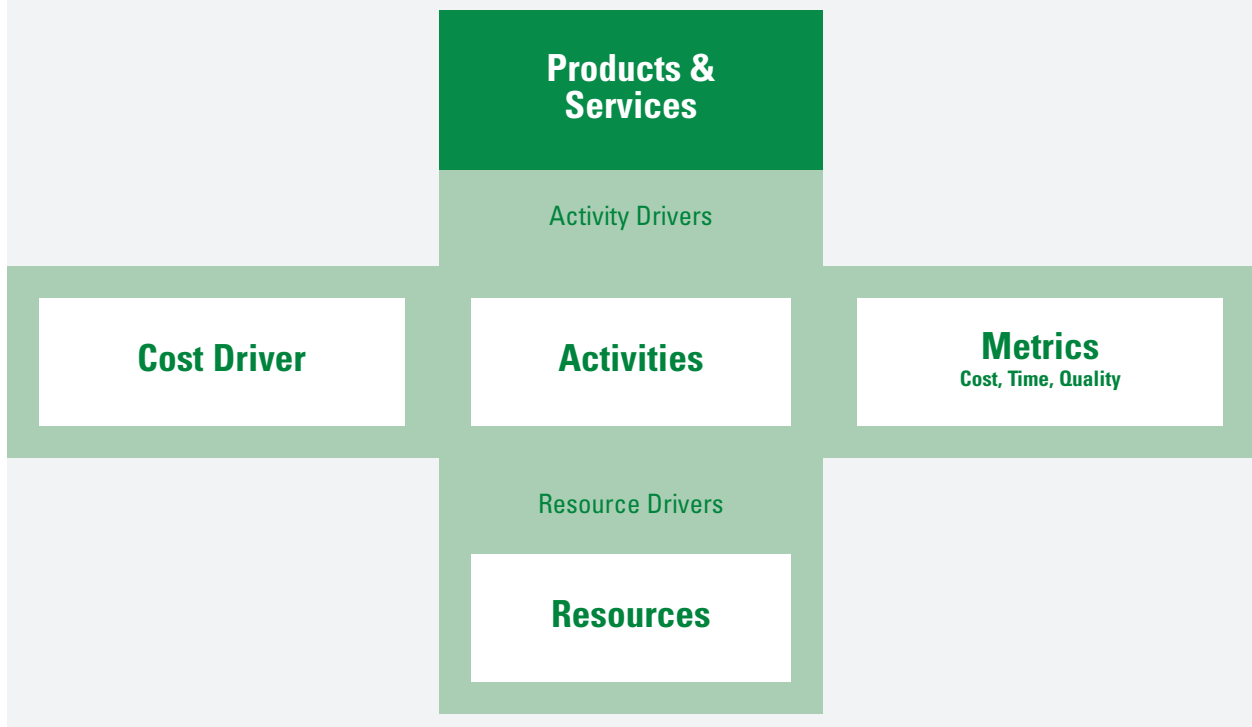 Products &
Services
Activity Drivers
Cost Driver
Activities
Metrics
Cost, Time, Quality
Resource Drivers
Resources